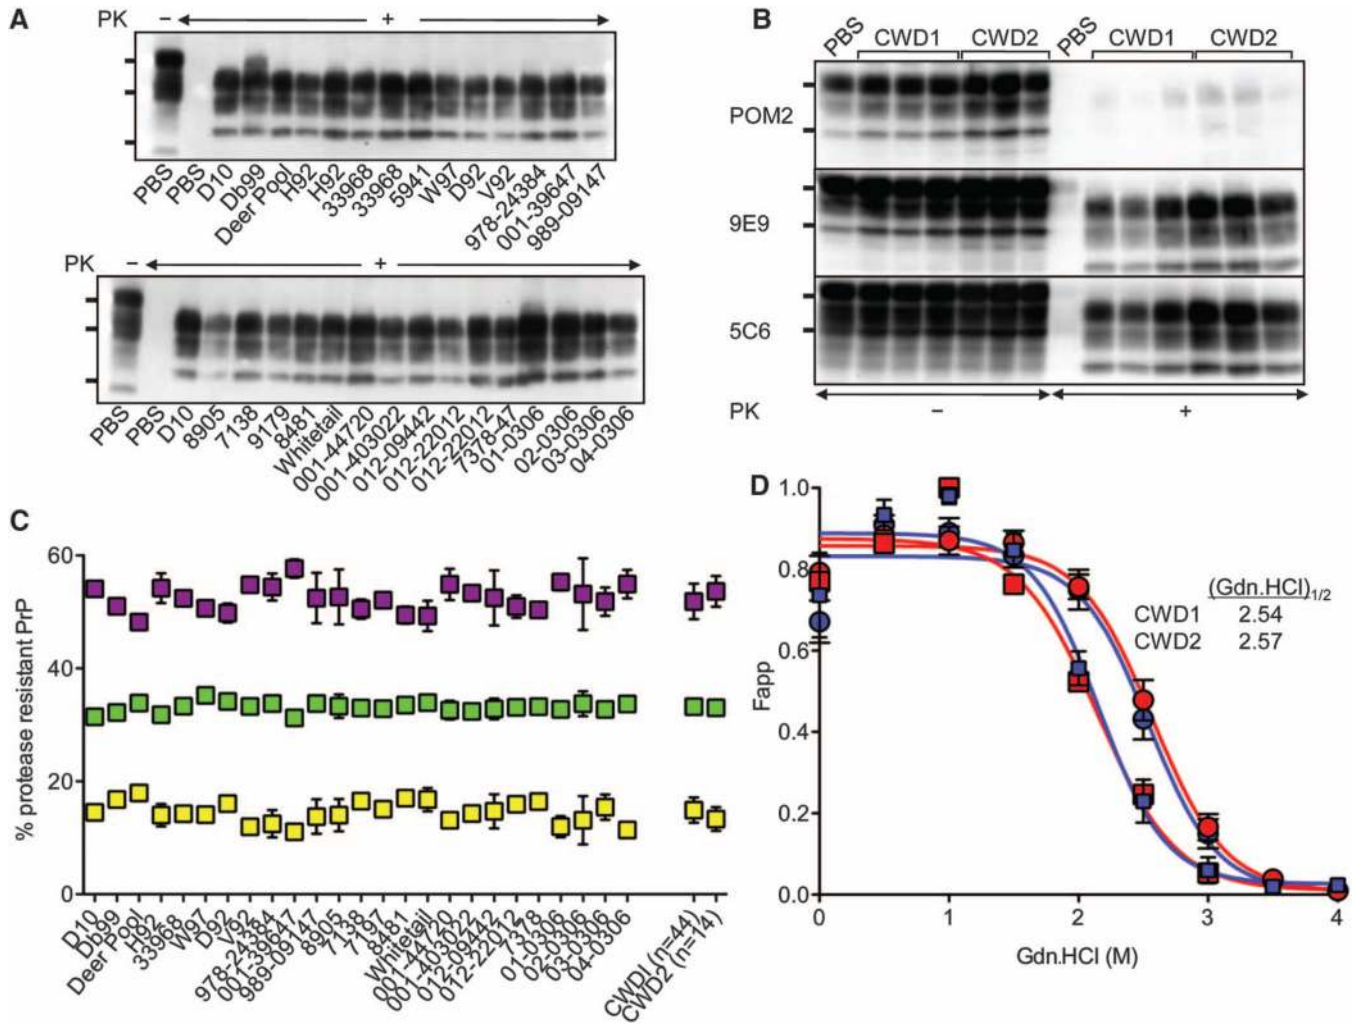 A
PK
−
+
PBS
PBS
D10
Db99
Deer Pool
H92
H92
33968
33968
5941
W97
D92
V92
978-24384
001-39647
989-09147
PK
−
+
PBS
PBS
D10
8905
7138
9179
8481
Whitetail
001-44720
001-403022
012-09442
012-22012
012-22012
7378-47
01-0306
02-0306
03-0306
04-0306
B
PBS
CWD1
CWD2
PBS
CWD1
CWD2
POM2
9E9
5C6
PK
−
+
C
% protease resistant PrP
60
40
20
0
D10
Db99
Deer Pool
H92
33968
W97
D92
V92
978-24384
001-39647
989-09147
8905
7138
7197
8481
Whitetail
001-44720
001-403022
012-09442
012-22012
7378
01-0306
02-0306
03-0306
04-0306
CWDI (n=44)
CWD2 (n=14)
D
Fapp
1.0
0.8
0.6
0.4
0.2
0.0
0
1
2
3
4
Gdn.HCl (M)
(Gdn.HCl)1/2
CWD1 2.54
CWD2 2.57